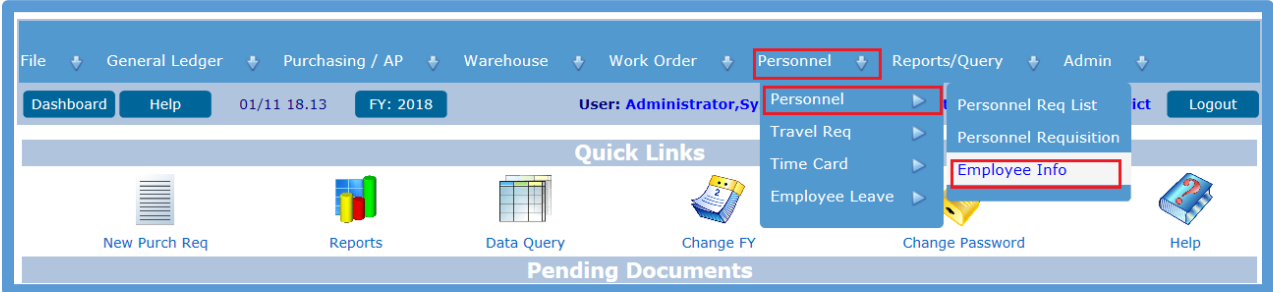 File General Ledger Purchasing / AP Warehouse Work Order Personnel Reports/Query Admin
Dashboard Help 01/11 18.13 FY: 2018 User: Administrator,Sy ict Logout
Personnel
Travel Req
Time Card
Employee Leave
Personnel Req List
Personnel Requisition
Employee Info
Quick Links
2
?
New Purch Req Reports Data Query Change FY Change Password Help
Pending Documents